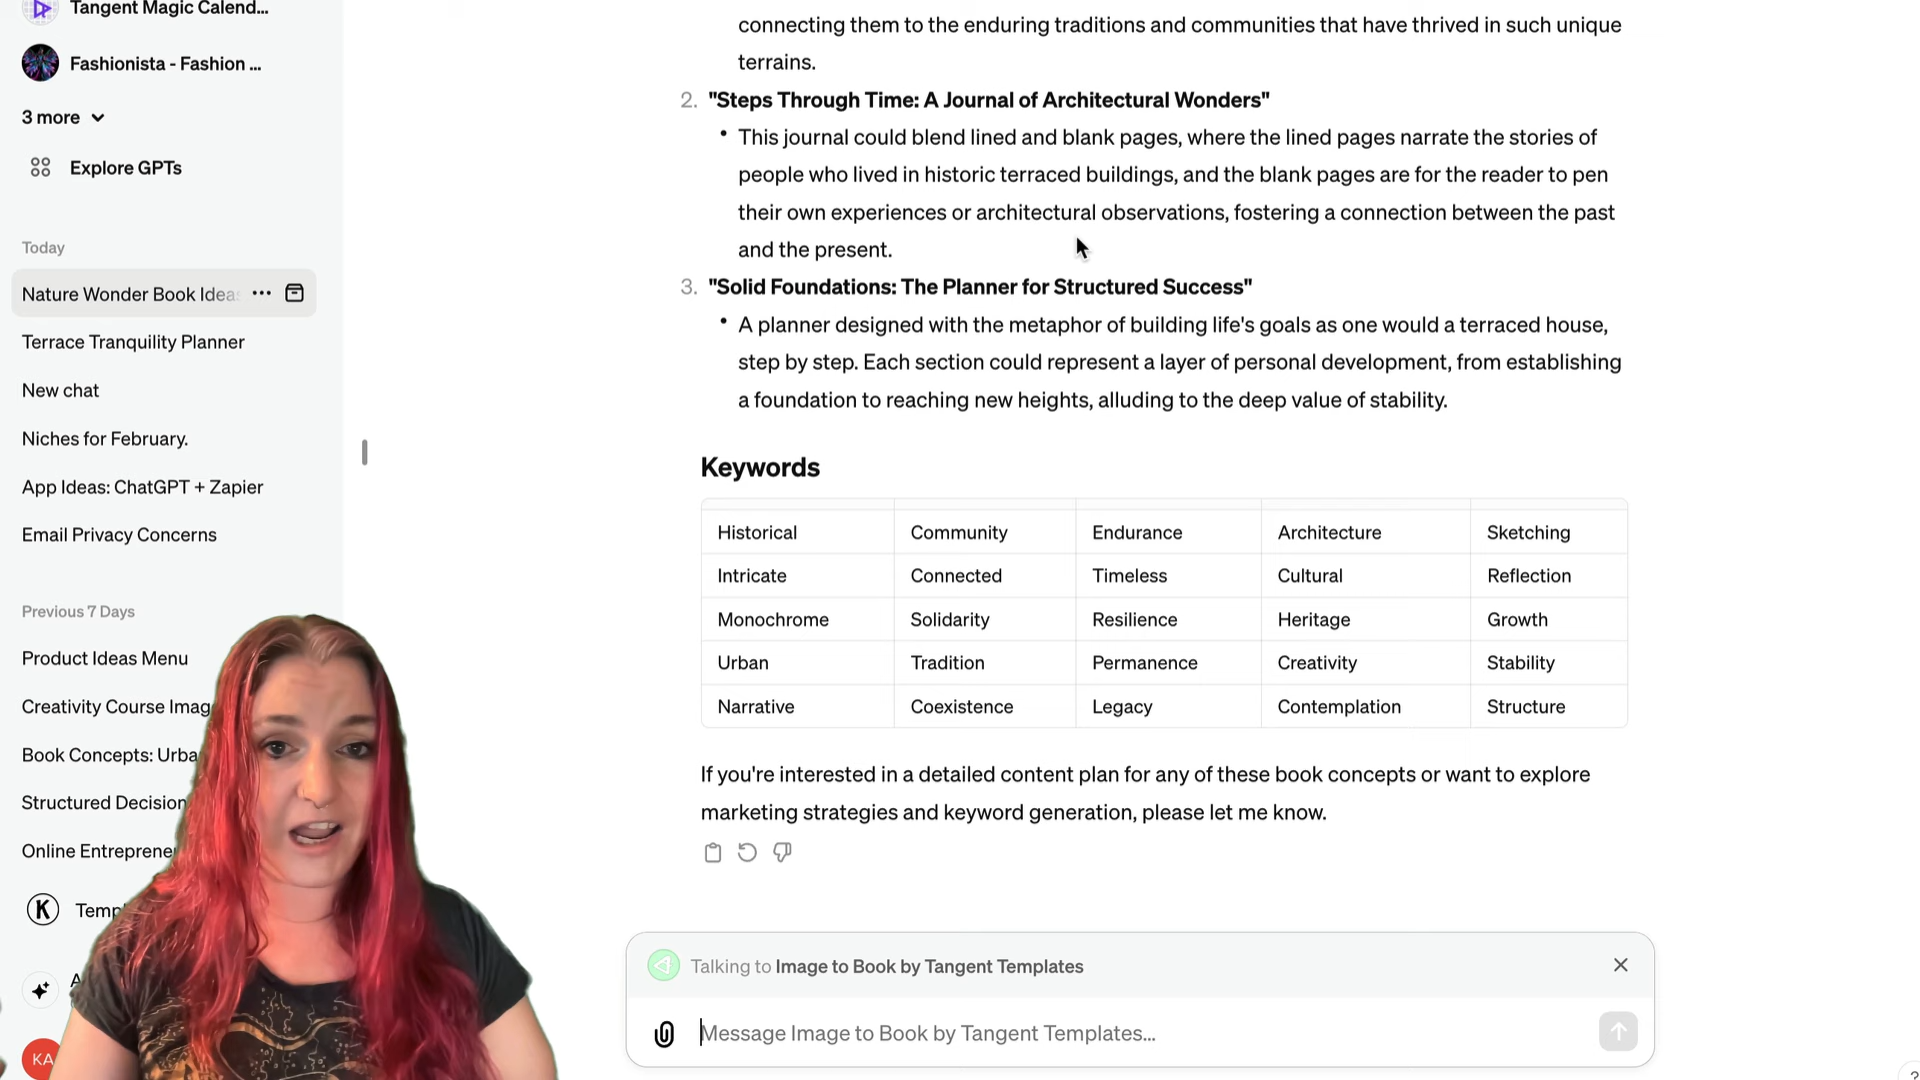 Tangent Magic Calend...
Fashionista - Fashion ...
3 more
Explore GPTs
Today
Nature Wonder Book Ideas
Terrace Tranquility Planner
New chat
Niches for February.
App Ideas: ChatGPT + Zapier
Email Privacy Concerns
Previous 7 Days
Product Ideas Menu
Creativity Course Imag
Book Concepts: Urba
Structured Decision
Online Entreprene
K Temp
A
KA
connecting them to the enduring traditions and communities that have thrived in such unique
terrains.
2. "Steps Through Time: A Journal of Architectural Wonders"
• This journal could blend lined and blank pages, where the lined pages narrate the stories of
people who lived in historic terraced buildings, and the blank pages are for the reader to pen
their own experiences or architectural observations, fostering a connection between the past
and the present.
3. "Solid Foundations: The Planner for Structured Success"
• A planner designed with the metaphor of building life's goals as one would a terraced house,
step by step. Each section could represent a layer of personal development, from establishing
a foundation to reaching new heights, alluding to the deep value of stability.
Keywords
Historical Community Endurance Architecture Sketching
Intricate Connected Timeless Cultural Reflection
Monochrome Solidarity Resilience Heritage Growth
Urban Tradition Permanence Creativity Stability
Narrative Coexistence Legacy Contemplation Structure
If you're interested in a detailed content plan for any of these book concepts or want to explore
marketing strategies and keyword generation, please let me know.
Talking to Image to Book by Tangent Templates
Message Image to Book by Tangent Templates...
?